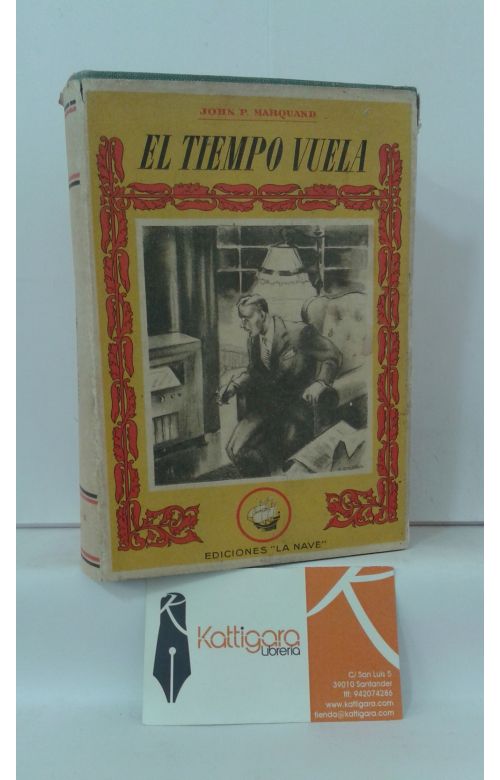 JOHN P. MARQUAND
EL TIEMPO VUELA
EDICIONES "LA NAVE"
Kattigara
Librería
C/ San Luis 5
39010 Santander
tlf: 942074286
www.kattigara.com
tienda@kattigara.com